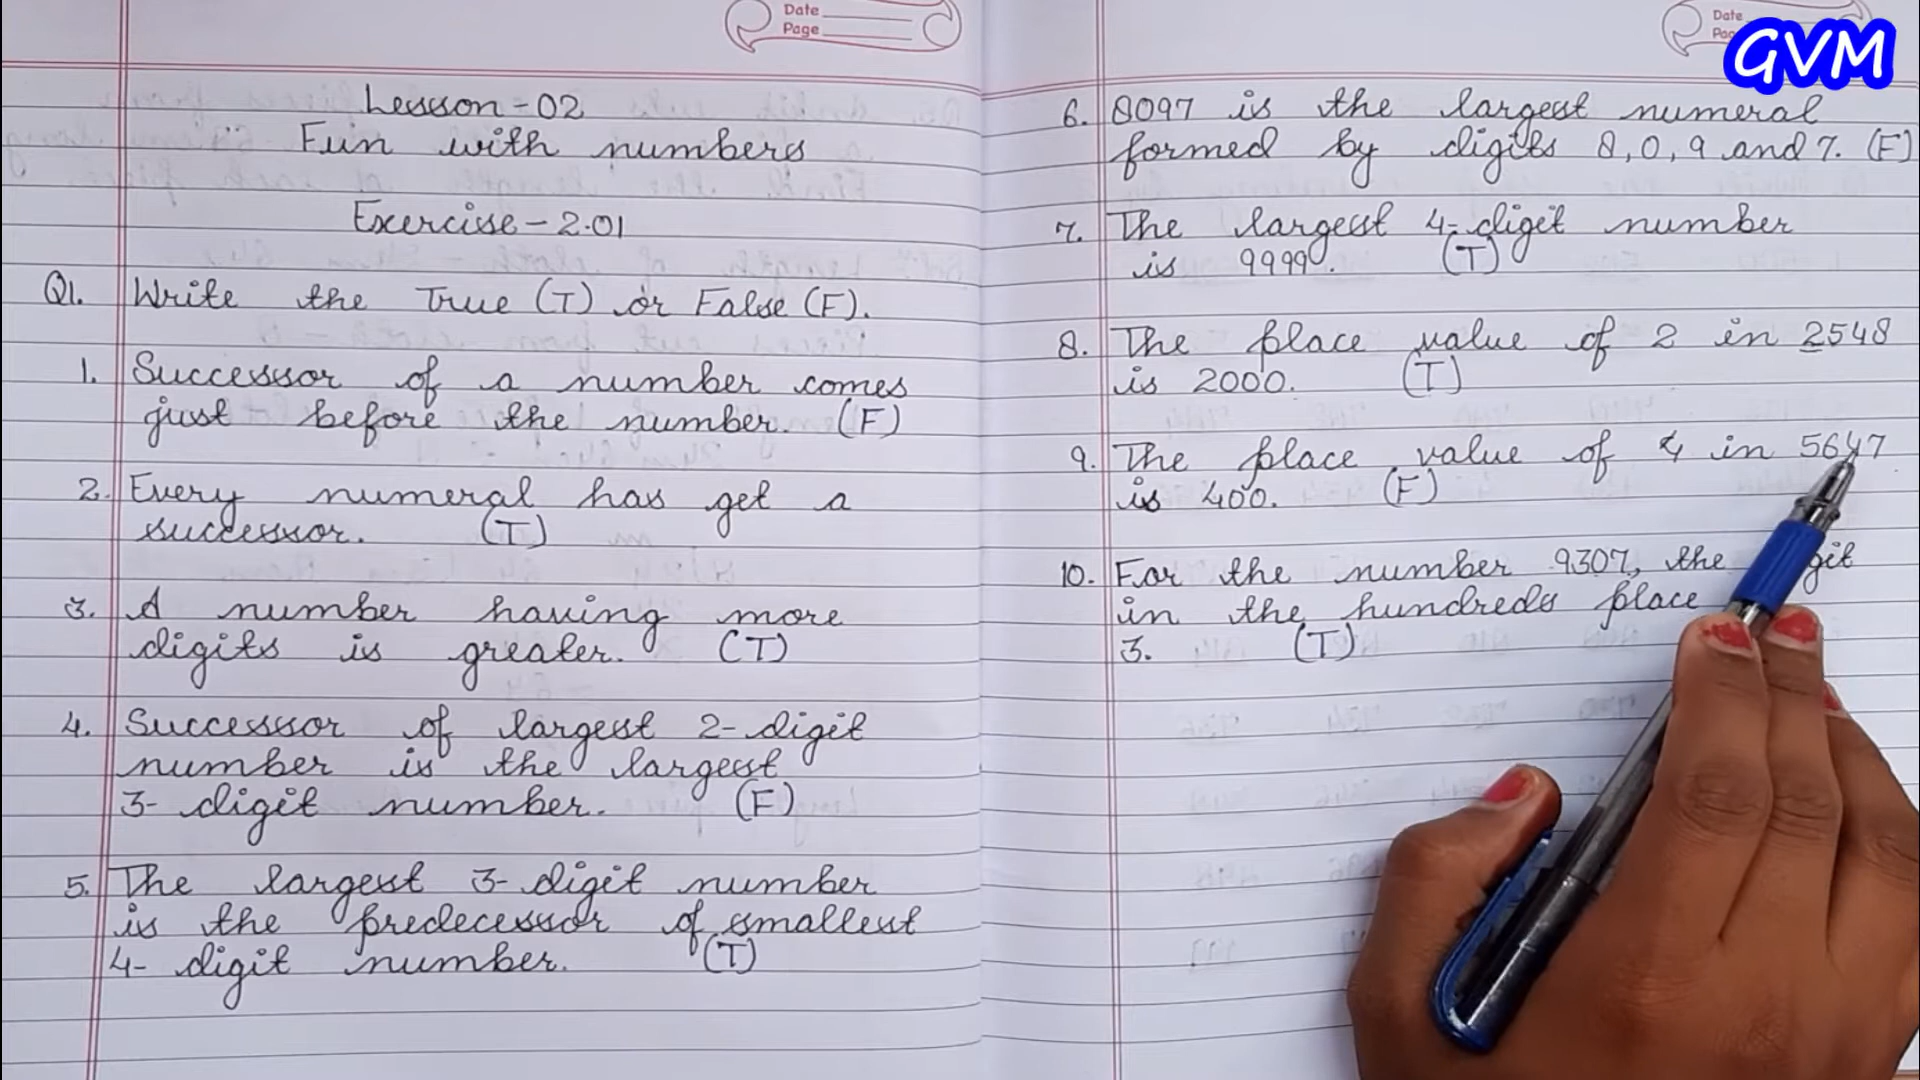 Date
Page
Lesson-02
Fun with numbers
Exercise-2.01
Q1. Write the True (T) or False (F).
1. Successor of a number comes
just before the number. (F)
2. Every numeral has get a
successor. (T)
3. A number having more
digits is greater. (T)
4. Successor of largest 2-digit
number is the largest
3-digit number. (F)
5. The largest 3-digit number
is the predecessor of smallest
4-digit number. (T)
Date
GVM
6. 8097 is the largest numeral
formed by digits 8, 0, 9 and 7. (F)
7. The largest 4-digit number
is 9999. (T)
8. The place value of 2 in 2548
is 2000. (T)
9. The place value of 4 in 5647
is 400. (F)
10. For the number 9307, the git
in the hundreds place
3. (T)